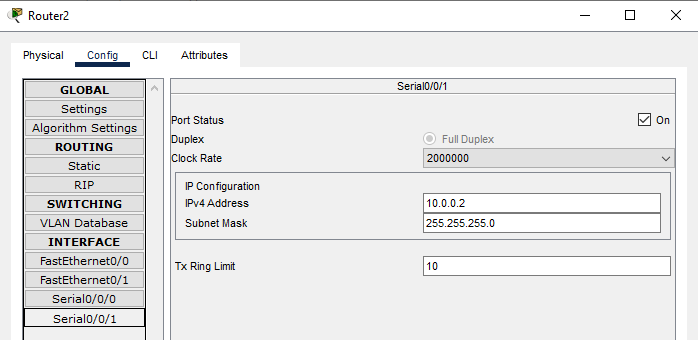 Router2
Physical Config CLI Attributes
GLOBAL
Settings
Algorithm Settings
ROUTING
Static
RIP
SWITCHING
VLAN Database
INTERFACE
FastEthernet0/0
FastEthernet0/1
Serial0/0/0
Serial0/0/1
Serial0/0/1
Port Status On
Duplex Full Duplex
Clock Rate 2000000
IP Configuration
IPv4 Address 10.0.0.2
Subnet Mask 255.255.255.0
Tx Ring Limit 10